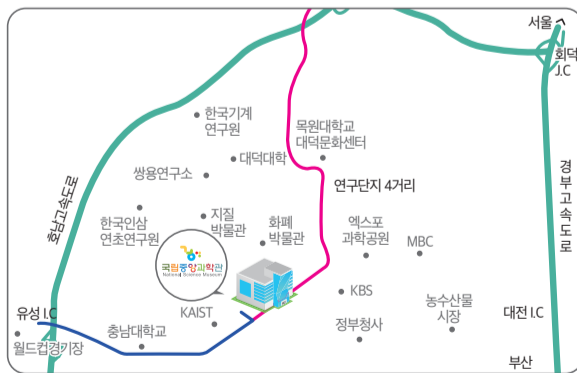 서울
회덕
J.C
한국기계
연구원
목원대학교
대덕문화센터
대덕대학
쌍용연구소
연구단지 4거리
경부고속도로
호남고속도로
한국인삼
연초연구원
지질
박물관
화폐
박물관
엑스포
과학공원
MBC
국립중앙과학관
National Science Museum
KBS
유성 I.C
KAIST
농수산물
시장
대전 I.C
충남대학교
정부청사
월드컵경기장
부산